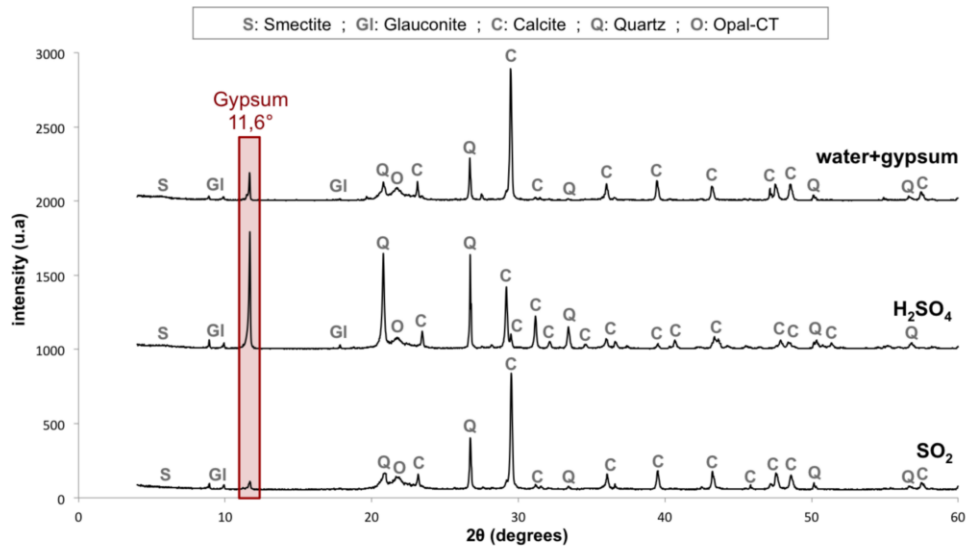 S: Smectite ; Gl: Glauconite ; C: Calcite ; Q: Quartz ; O: Opal-CT
3000
2500
2000
1500
1000
500
0
intensity (u.a)
Gypsum
11,6°
S Gl Gl Q O C Q C C Q C C C C C Q Q C
water+gypsum
S Gl Gl Q O C Q C C C C Q C C C C C C C Q C Q
H₂SO₄
S Gl Q O C Q C C Q C C C C C C Q Q C
SO₂
0 10 20 30 40 50 60
2θ (degrees)